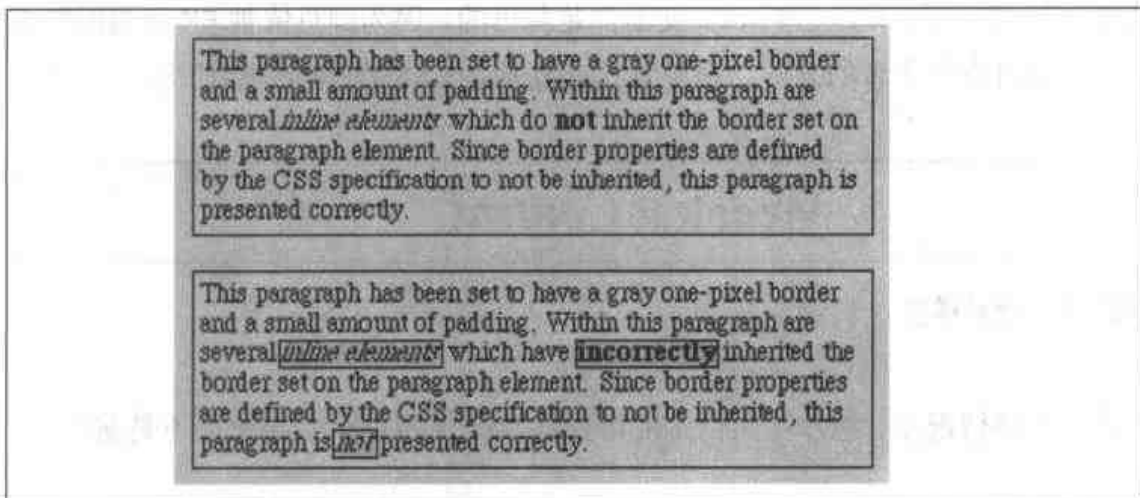 This paragraph has been set to have a gray one-pixel border
and a small amount of padding. Within this paragraph are
several inline elements which do not inherit the border set on
the paragraph element. Since border properties are defined
by the CSS specification to not be inherited, this paragraph is
presented correctly.
This paragraph has been set to have a gray one-pixel border
and a small amount of padding. Within this paragraph are
several inline elements which have incorrectly inherited the
border set on the paragraph element. Since border properties
are defined by the CSS specification to not be inherited, this
paragraph is not presented correctly.